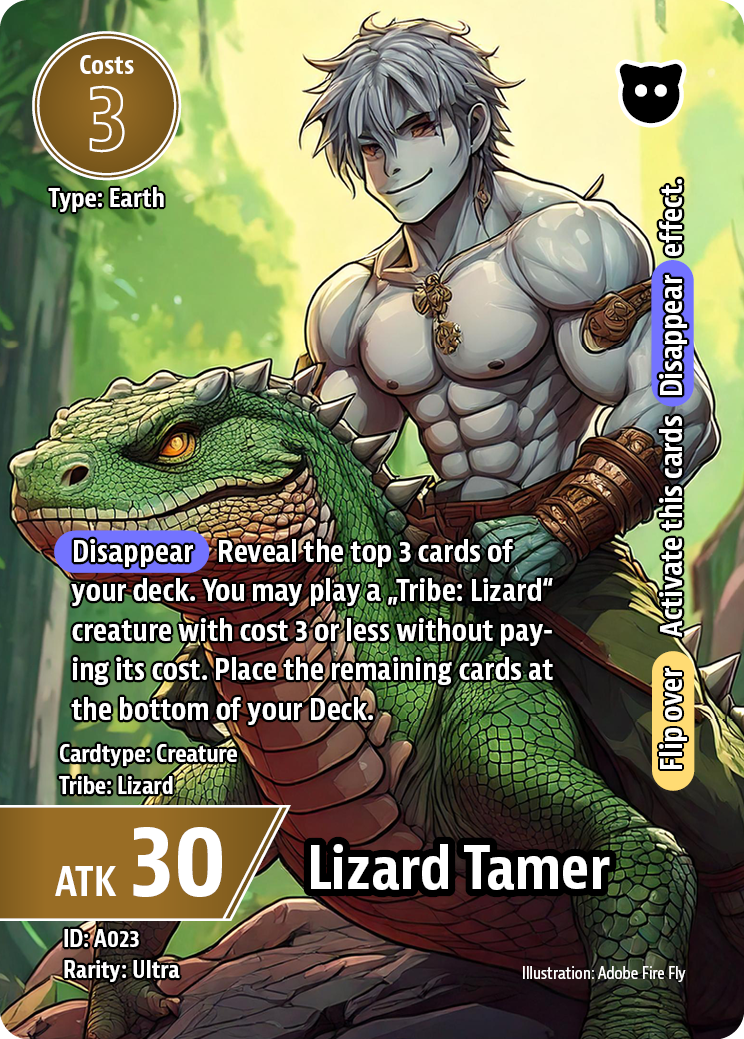 Costs
3
Type: Earth
Flip over Activate this cards Disappear effect.
Disappear Reveal the top 3 cards of
your deck. You may play a „Tribe: Lizard“
creature with cost 3 or less without pay-
ing its cost. Place the remaining cards at
the bottom of your Deck.
Cardtype: Creature
Tribe: Lizard
ATK 30
Lizard Tamer
ID: A023
Rarity: Ultra
Illustration: Adobe Fire Fly